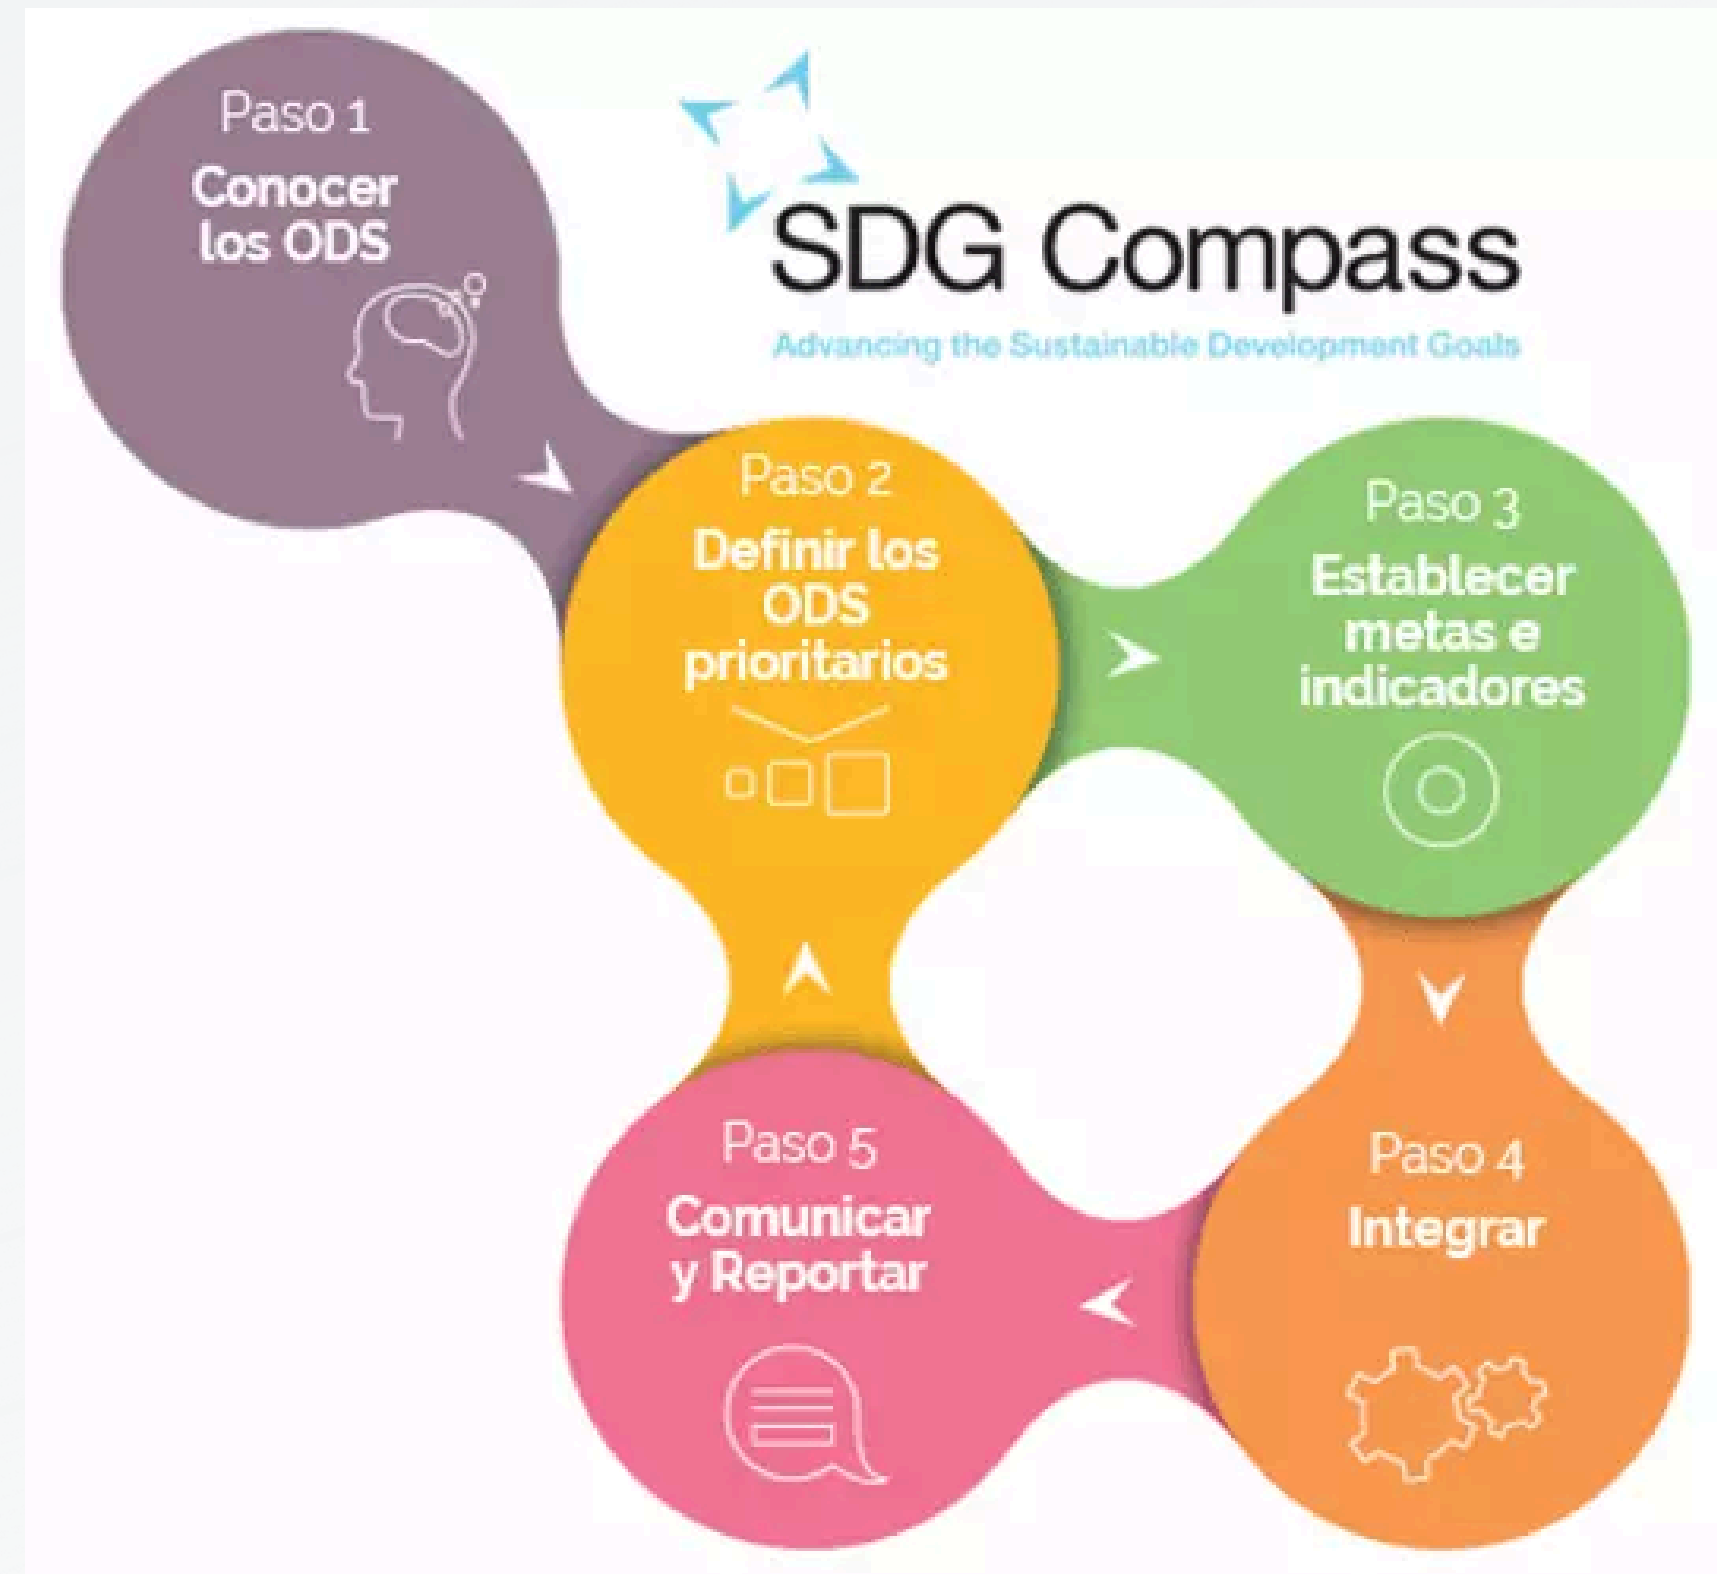 Paso 1
Conocer
los ODS
SDG Compass
Advancing the Sustainable Development Goals
Paso 2
Definir los
ODS
prioritarios
Paso 3
Establecer
metas e
indicadores
Paso 4
Integrar
Paso 5
Comunicar
y Reportar